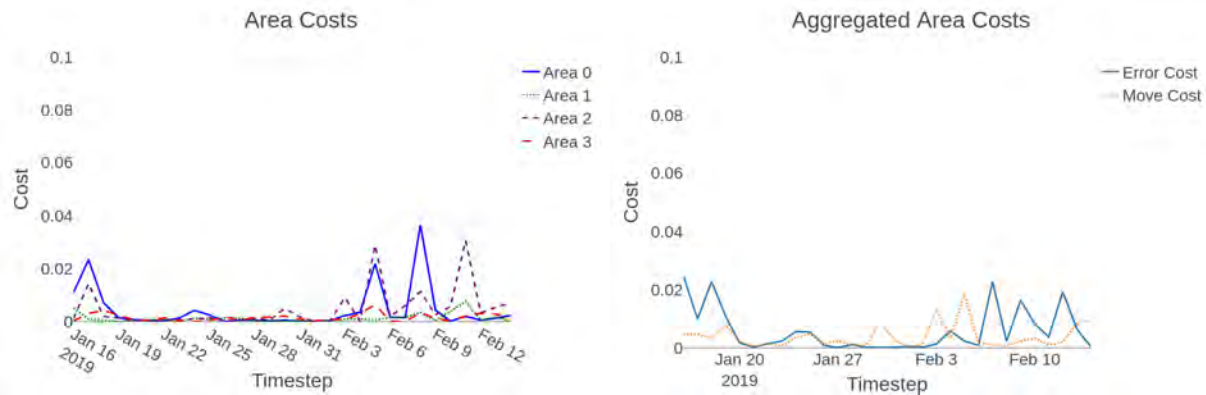 Area Costs
0.1
0.08
0.06
0.04
0.02
0
Cost
Jan 16
2019
Jan 19
Jan 22
Jan 25
Jan 28
Jan 31
Feb 3
Feb 6
Feb 9
Feb 12
Timestep
Area 0
Area 1
Area 2
Area 3
Aggregated Area Costs
0.1
0.08
0.06
0.04
0.02
0
Cost
Jan 20
2019
Jan 27
Feb 3
Feb 10
Timestep
Error Cost
Move Cost